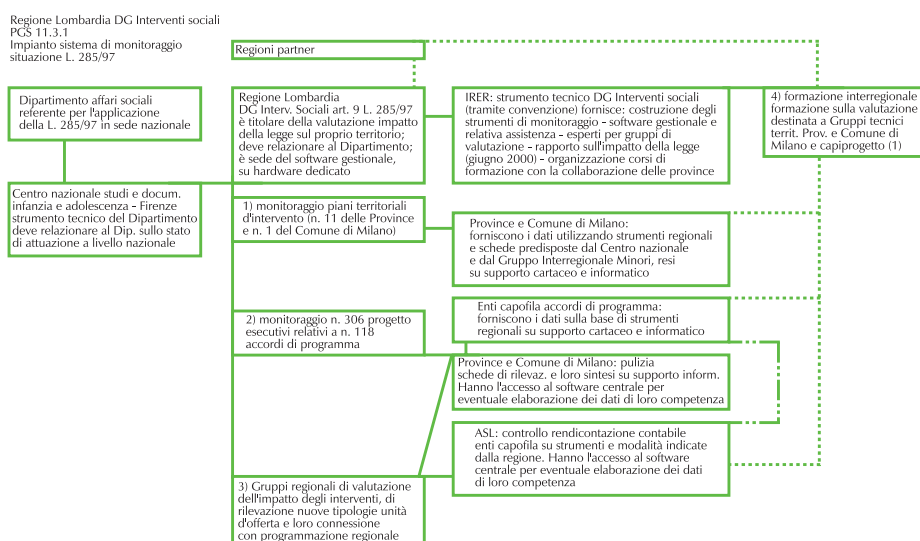 Regione Lombardia DG Interventi sociali
PGS 11.3.1
Impianto sistema di monitoraggio
situazione L. 285/97
Regioni partner
Dipartimento affari sociali
referente per l'applicazione
della L. 285/97 in sede nazionale
Regione Lombardia
DG Interv. Sociali art. 9 L. 285/97
è titolare della valutazione impatto
della legge sul proprio territorio;
deve relazionare al Dipartimento;
è sede del software gestionale,
su hardware dedicato
IRER: strumento tecnico DG Interventi sociali
(tramite convenzione) fornisce: costruzione degli
strumenti di monitoraggio - software gestionale e
relativa assistenza - esperti per gruppi di
valutazione - rapporto sull'impatto della legge
(giugno 2000) - organizzazione corsi di
formazione con la collaborazione delle province
4) formazione interregionale
formazione sulla valutazione
destinata a Gruppi tecnici
territ. Prov. e Comune di
Milano e capiprogetto (1)
Centro nazionale studi e docum.
infanzia e adolescenza - Firenze
strumento tecnico del Dipartimento
deve relazionare al Dip. sullo stato
di attuazione a livello nazionale
1) monitoraggio piani territoriali
d'intervento (n. 11 delle Province
e n. 1 del Comune di Milano)
Province e Comune di Milano:
forniscono i dati utilizzando strumenti regionali
e schede predisposte dal Centro nazionale
e dal Gruppo Interregionale Minori, resi
su supporto cartaceo e informatico
2) monitoraggio n. 306 progetto
esecutivi relativi a n. 118
accordi di programma
Enti capofila accordi di programma:
forniscono i dati sulla base di strumenti
regionali su supporto cartaceo e informatico
Province e Comune di Milano: pulizia
schede di rilevaz. e loro sintesi su supporto inform.
Hanno l'accesso al software centrale per
eventuale elaborazione dei dati di loro competenza
ASL: controllo rendicontazione contabile
enti capofila su strumenti e modalità indicate
dalla regione. Hanno l'accesso al software
centrale per eventuale elaborazione dei dati
di loro competenza
3) Gruppi regionali di valutazione
dell'impatto degli interventi, di
rilevazione nuove tipologie unità
d'offerta e loro connessione
con programmazione regionale